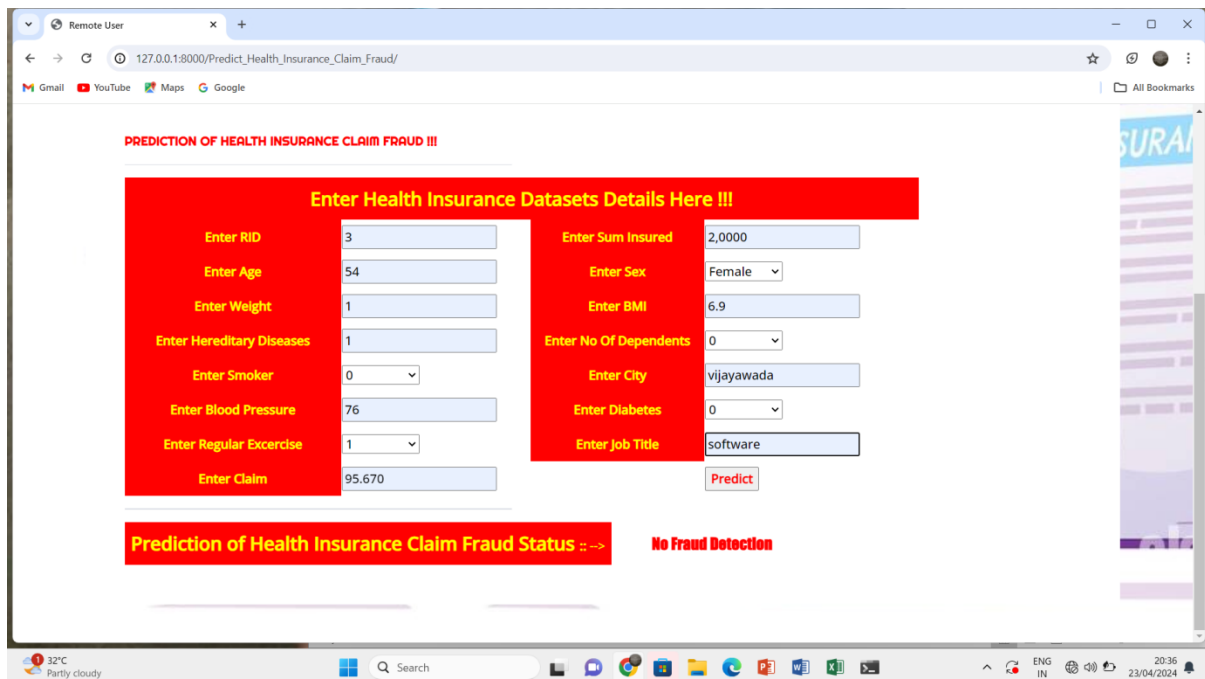 Remote User
127.0.0.1:8000/Predict_Health_Insurance_Claim_Fraud/
Gmail YouTube Maps Google All Bookmarks
SURA
PREDICTION OF HEALTH INSURANCE CLAIM FRAUD !!!
Enter Health Insurance Datasets Details Here !!!
Enter RID 3 Enter Sum Insured 2,0000
Enter Age 54 Enter Sex Female
Enter Weight 1 Enter BMI 6.9
Enter Hereditary Diseases 1 Enter No Of Dependents 0
Enter Smoker 0 Enter City vijayawada
Enter Blood Pressure 76 Enter Diabetes 0
Enter Regular Excercise 1 Enter Job Title software
Enter Claim 95.670 Predict
Prediction of Health Insurance Claim Fraud Status :: --> No Fraud Detection
1 32°C Search ENG 20:36
Partly cloudy IN 23/04/2024